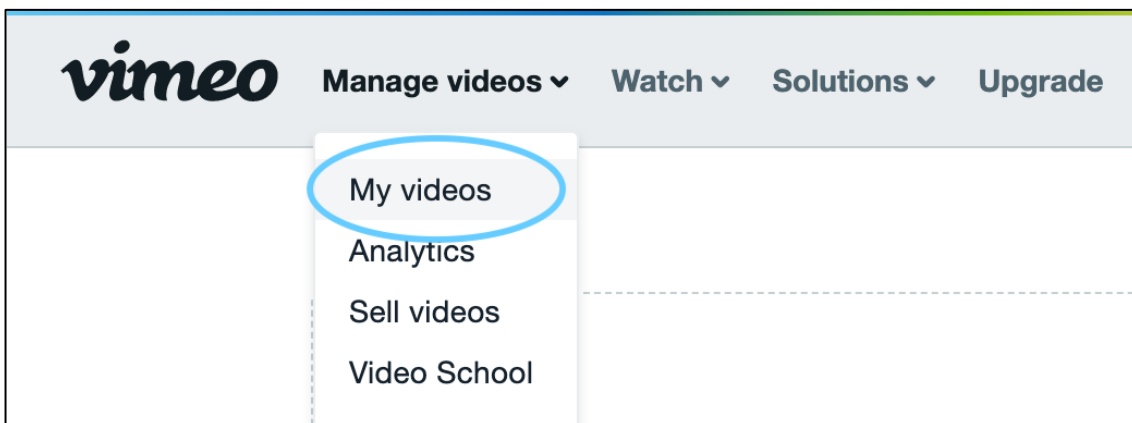 vimeo Manage videos Watch Solutions Upgrade
My videos
Analytics
Sell videos
Video School